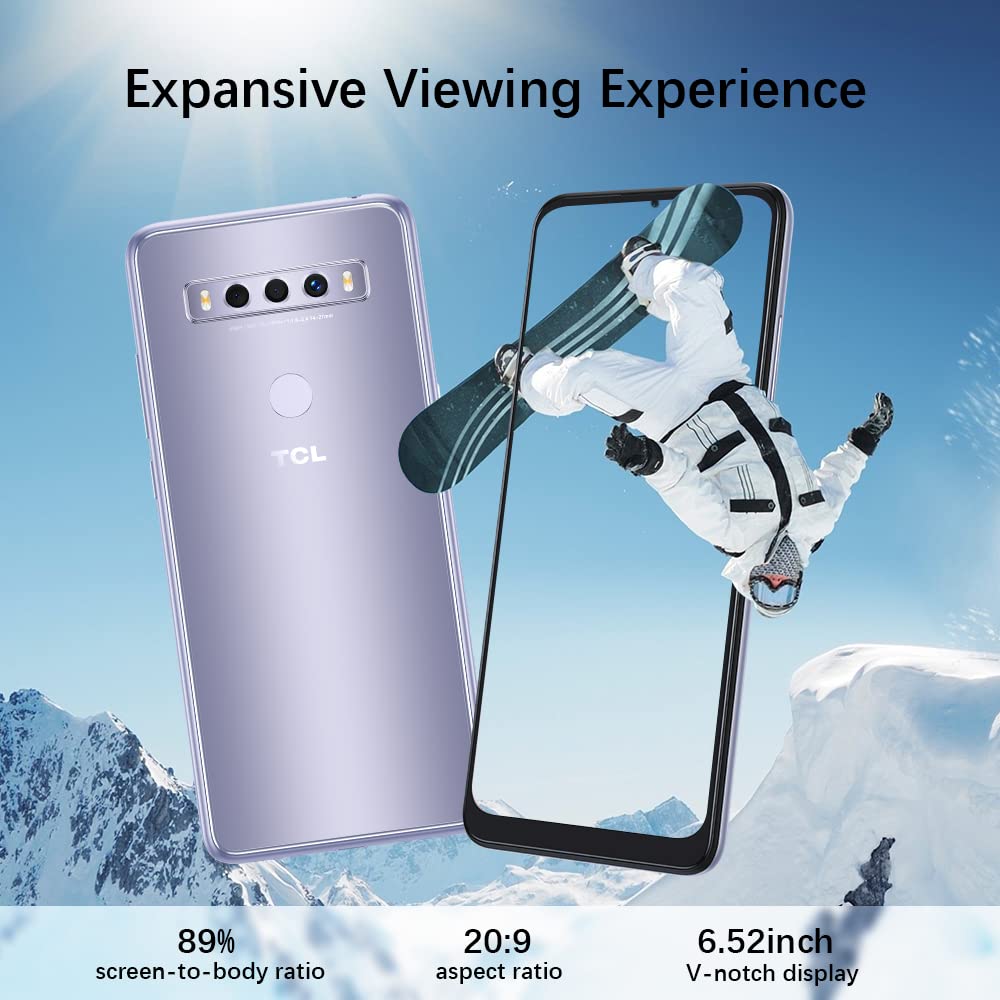 Expansive Viewing Experience
TCL
89%
screen-to-body ratio
20:9
aspect ratio
6.52inch
V-notch display